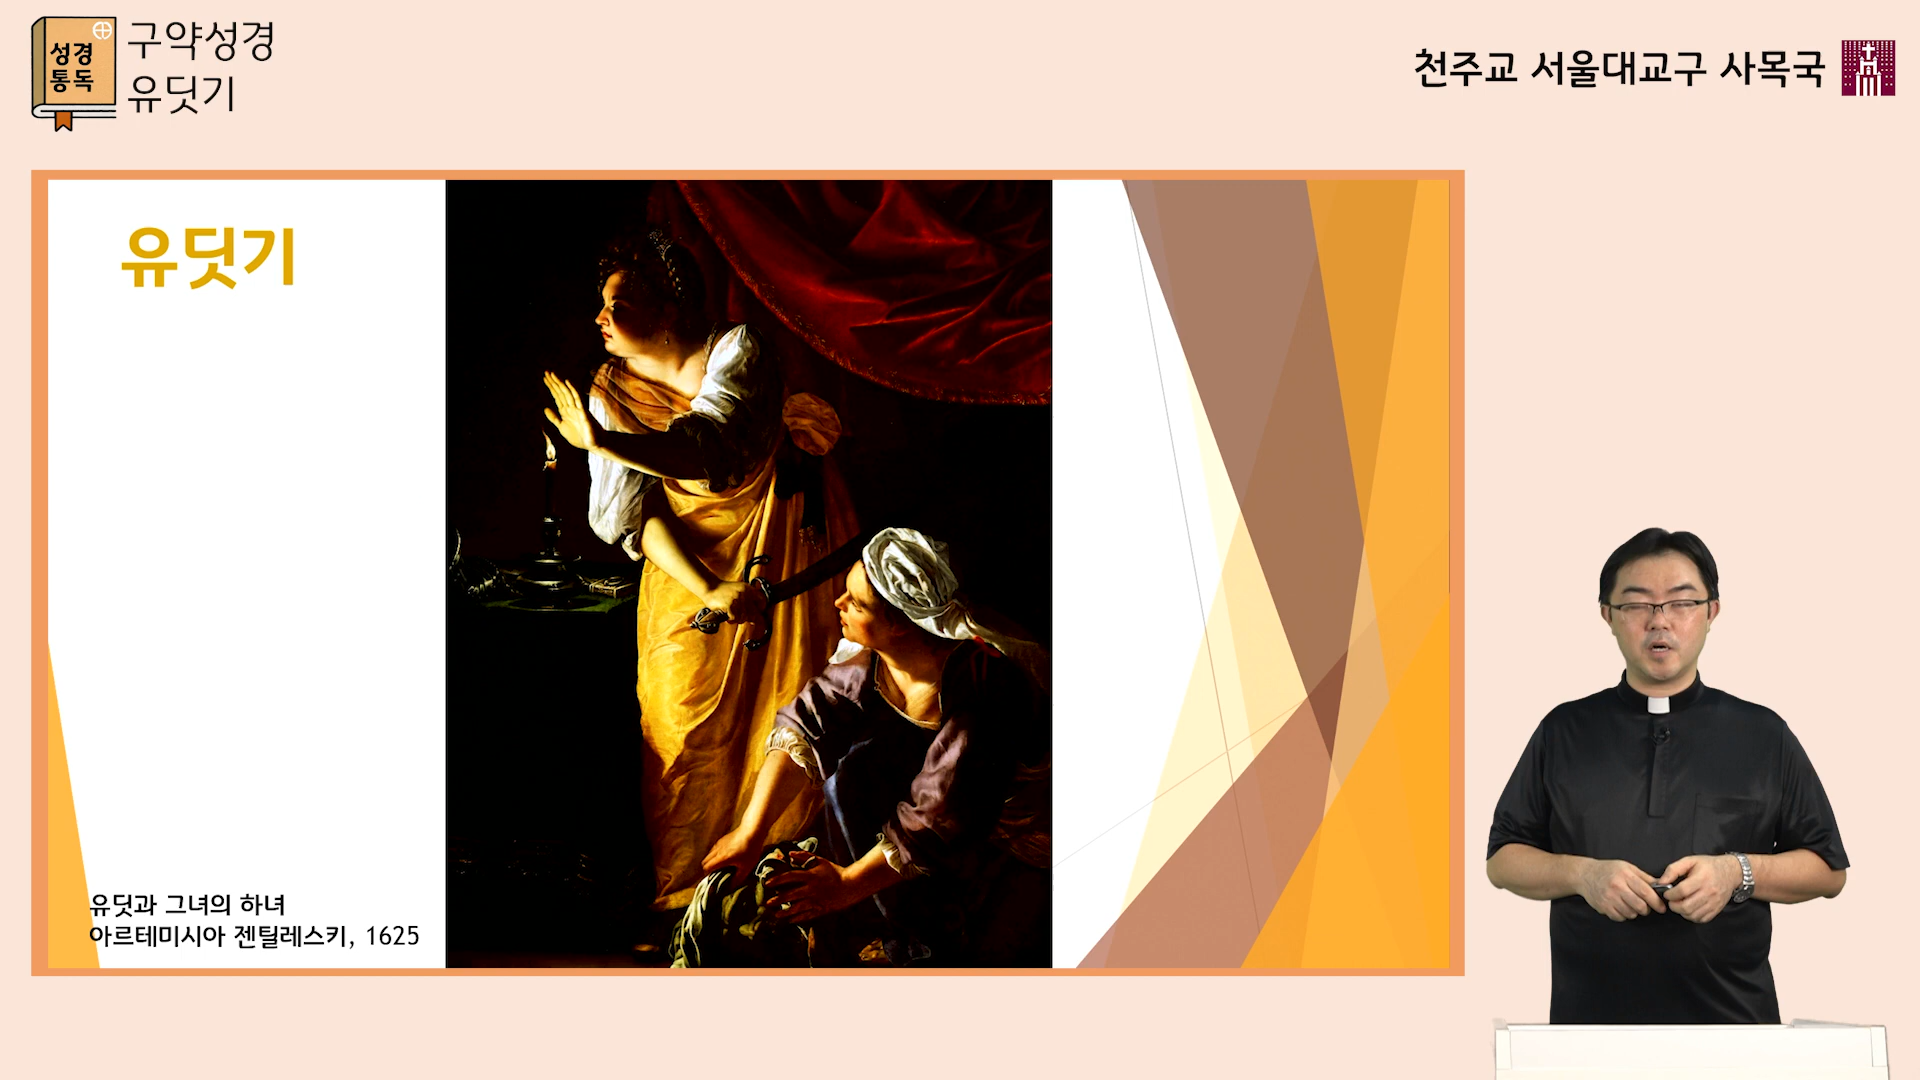 성경
통독
구약성경
유딧기
천주교 서울대교구 사목국
유딧기
유딧과 그녀의 하녀
아르테미시아 젠틸레스키, 1625